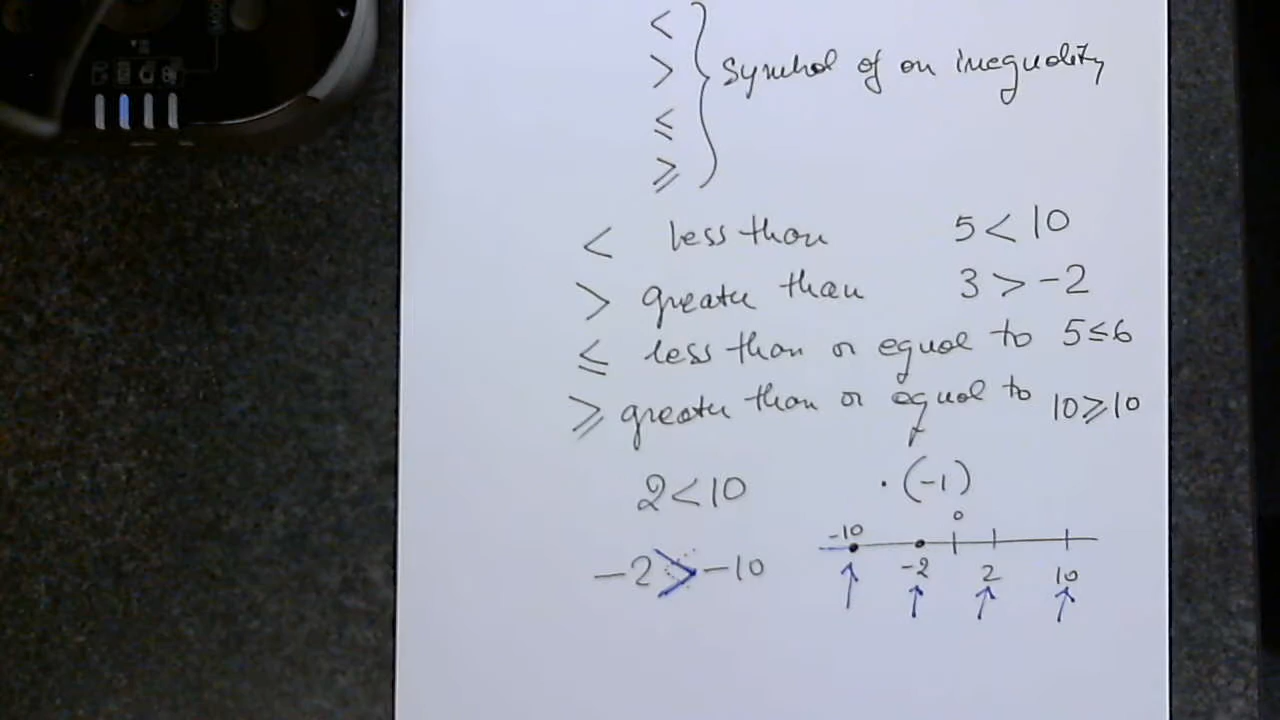 <
>
≤
≥
Symbol of an inequality
< less than 5 < 10
> greater than 3 > -2
≤ less than or equal to 5 ≤ 6
≥ greater than or equal to 10 ≥ 10
2 < 10 · (-1)
-10 0
-2 > -10
-2 2 10